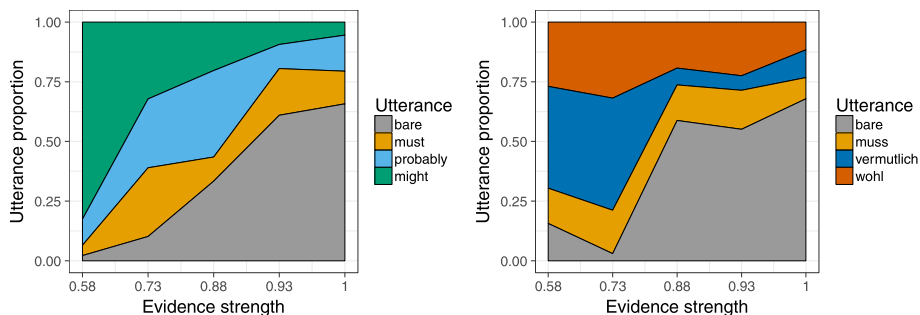 Utterance proportion
1.00
0.75
0.50
0.25
0.00
0.58
0.73
0.88
0.93
1
Evidence strength
Utterance
bare
must
probably
might
Utterance proportion
1.00
0.75
0.50
0.25
0.00
0.58
0.73
0.88
0.93
1
Evidence strength
Utterance
bare
muss
vermutlich
wohl